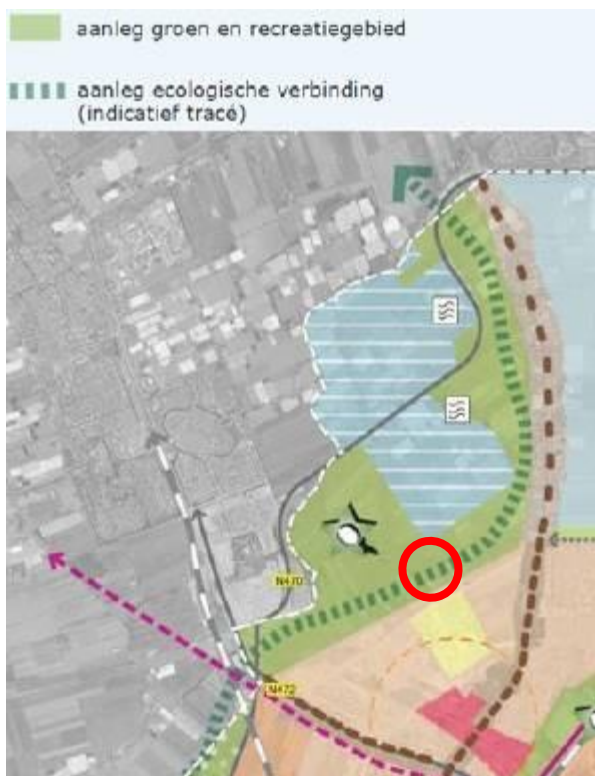 aanleg groen en recreatiegebied
aanleg ecologische verbinding
(indicatief tracé)
N470
N472